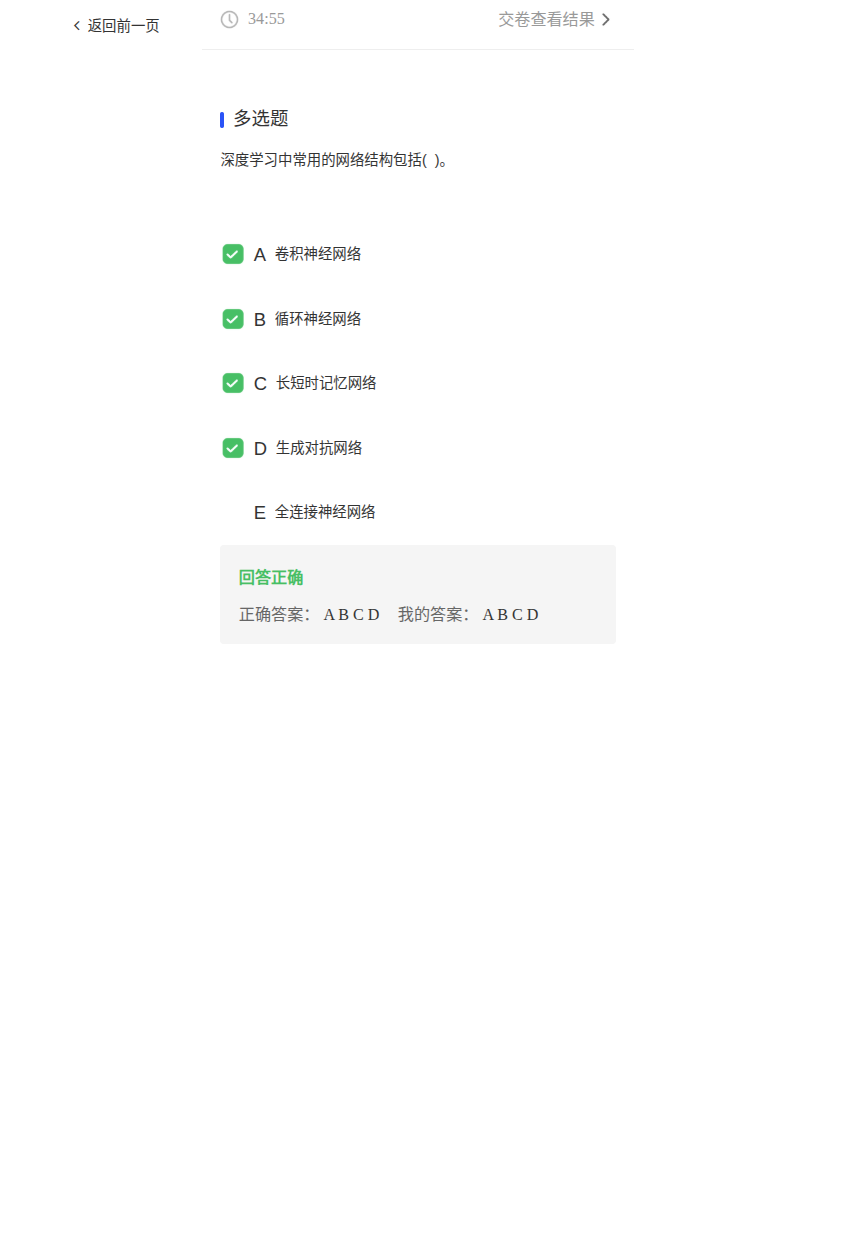 返回前一页
34:55 交卷查看结果
多选题
深度学习中常用的网络结构包括( )。
A 卷积神经网络
B 循环神经网络
C 长短时记忆网络
D 生成对抗网络
E 全连接神经网络
回答正确
正确答案： A B C D 我的答案： A B C D